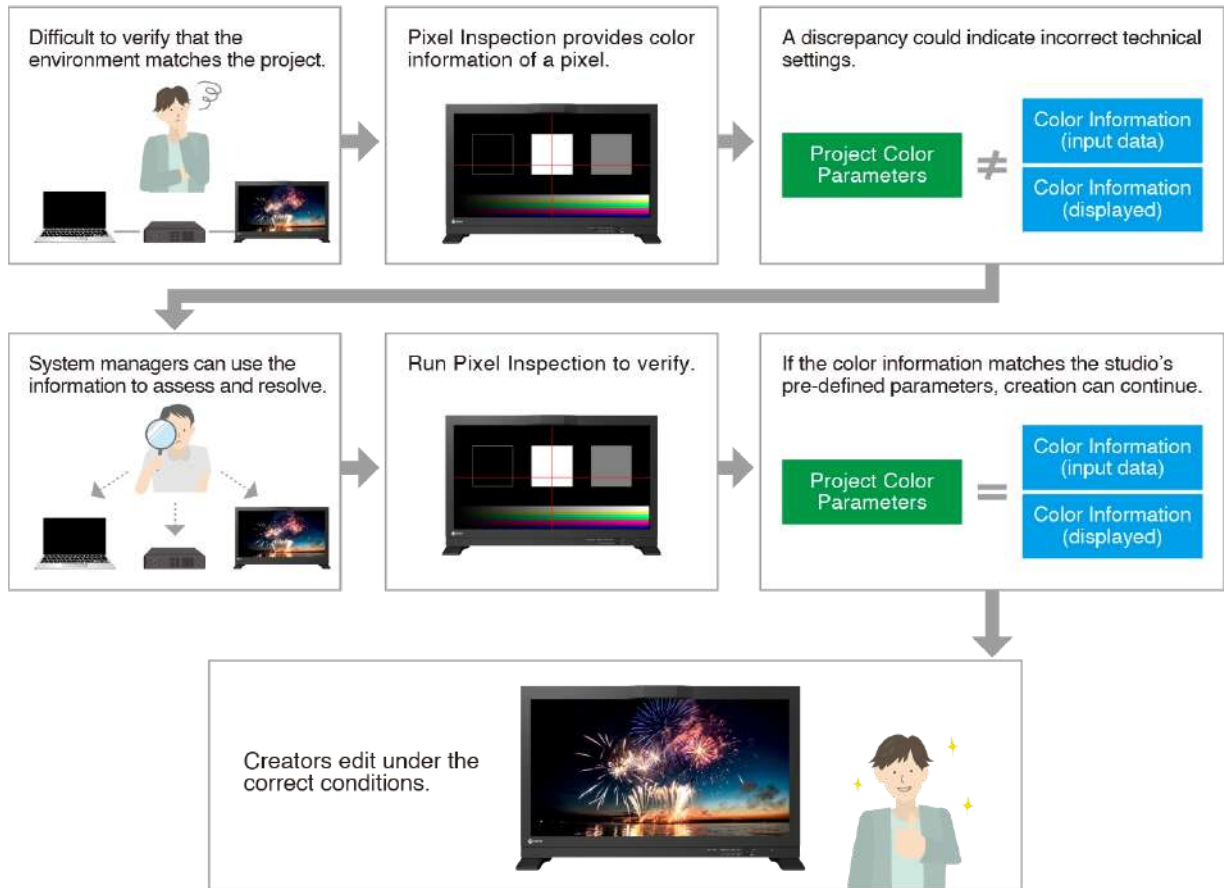 Difficult to verify that the
environment matches the project.
Pixel Inspection provides color
information of a pixel.
A discrepancy could indicate incorrect technical
settings.
Project Color
Parameters
≠
Color Information
(input data)
Color Information
(displayed)
System managers can use the
information to assess and resolve.
Run Pixel Inspection to verify.
If the color information matches the studio's
pre-defined parameters, creation can continue.
Project Color
Parameters
=
Color Information
(input data)
Color Information
(displayed)
Creators edit under the
correct conditions.